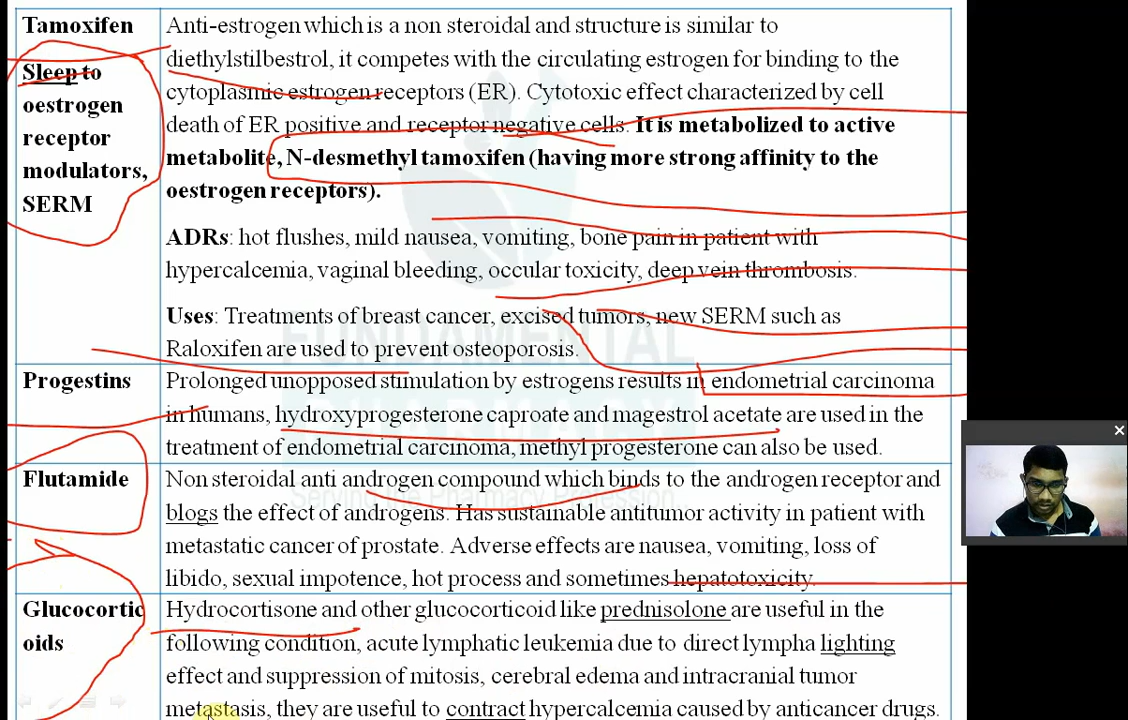 Tamoxifen
Sleep to
oestrogen
receptor
modulators,
SERM
Anti-estrogen which is a non steroidal and structure is similar to
diethylstilbestrol, it competes with the circulating estrogen for binding to the
cytoplasmic estrogen receptors (ER). Cytotoxic effect characterized by cell
death of ER positive and receptor negative cells. It is metabolized to active
metabolite, N-desmethyl tamoxifen (having more strong affinity to the
oestrogen receptors).
ADRs: hot flushes, mild nausea, vomiting, bone pain in patient with
hypercalcemia, vaginal bleeding, occular toxicity, deep vein thrombosis.
Uses: Treatments of breast cancer, excised tumors, new SERM such as
Raloxifen are used to prevent osteoporosis.
Progestins
Prolonged unopposed stimulation by estrogens results in endometrial carcinoma
in humans, hydroxyprogesterone caproate and magestrol acetate are used in the
treatment of endometrial carcinoma, methyl progesterone can also be used.
Flutamide
Non steroidal anti androgen compound which binds to the androgen receptor and
blogs the effect of androgens. Has sustainable antitumor activity in patient with
metastatic cancer of prostate. Adverse effects are nausea, vomiting, loss of
libido, sexual impotence, hot process and sometimes hepatotoxicity.
Glucocortic
oids
Hydrocortisone and other glucocorticoid like prednisolone are useful in the
following condition, acute lymphatic leukemia due to direct lympha lighting
effect and suppression of mitosis, cerebral edema and intracranial tumor
metastasis, they are useful to contract hypercalcemia caused by anticancer drugs.
FUNDAMENTAL
PHARMACY
Serving the Pharmacy Profession